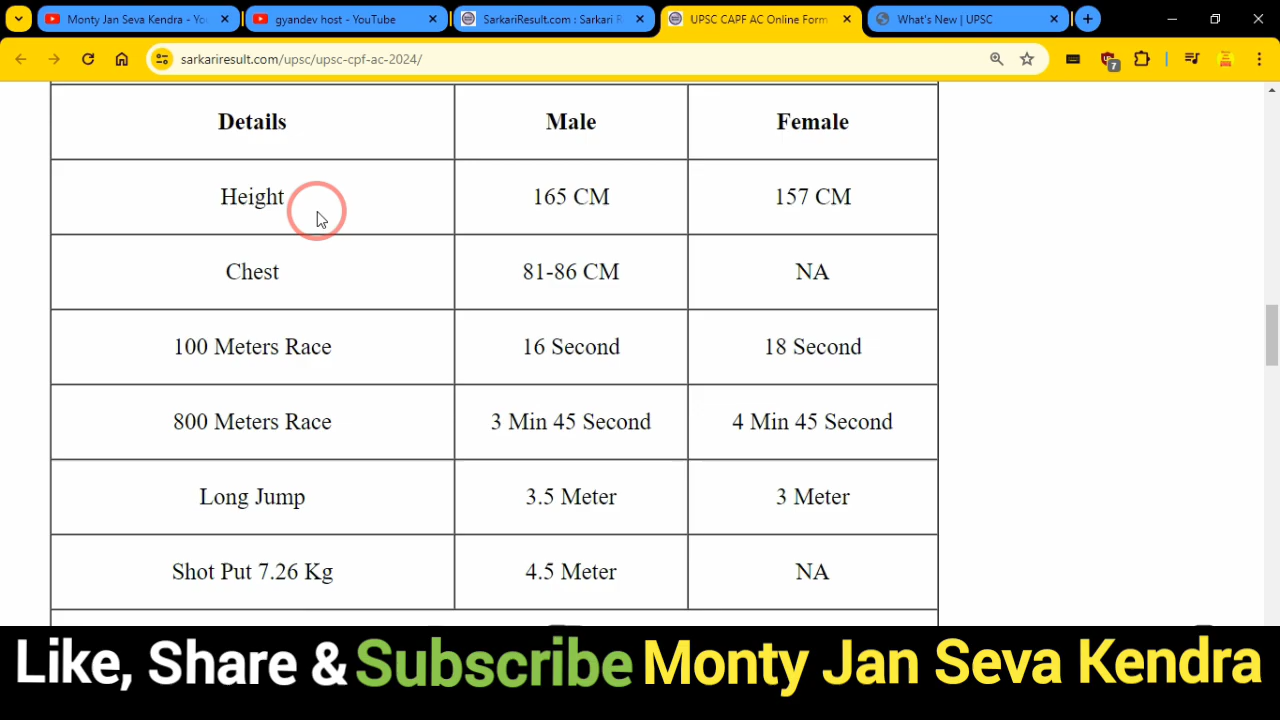 Monty Jan Seva Kendra - Yo
gyandev host - YouTube
SarkariResult.com : Sarkari R
UPSC CAPF AC Online Form
What's New | UPSC
sarkariresult.com/upsc/upsc-cpf-ac-2024/
7
Details Male Female
Height 165 CM 157 CM
Chest 81-86 CM NA
100 Meters Race 16 Second 18 Second
800 Meters Race 3 Min 45 Second 4 Min 45 Second
Long Jump 3.5 Meter 3 Meter
Shot Put 7.26 Kg 4.5 Meter NA
Like, Share & Subscribe Monty Jan Seva Kendra